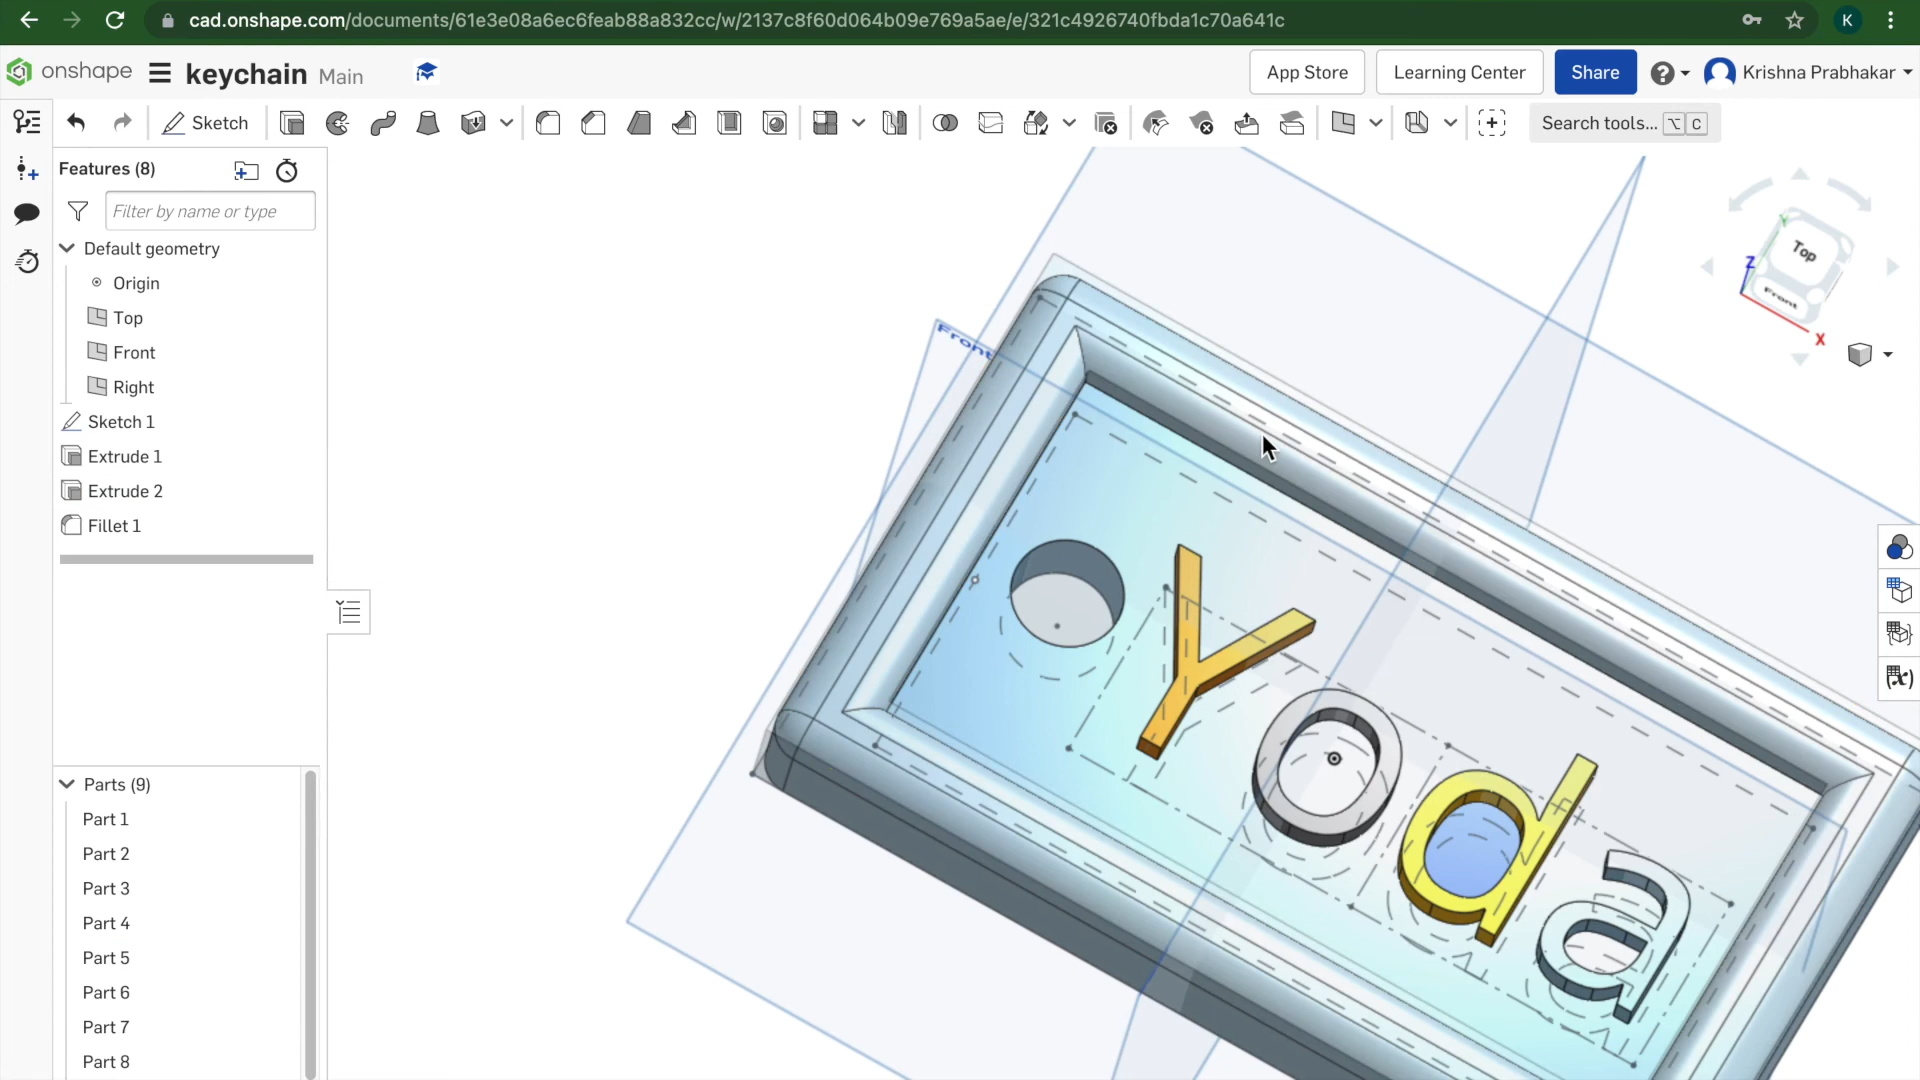 cad.onshape.com/documents/61e3e08a6ec6feab88a832cc/w/2137c8f60d064b09e769a5ae/e/321c4926740fbda1c70a641c
K
onshape
keychain Main
App Store
Learning Center
Share
?
Krishna Prabhakar
Sketch
Search tools... ⌥ C
Features (8)
Filter by name or type
Default geometry
Origin
Top
Front
Right
Sketch 1
Extrude 1
Extrude 2
Fillet 1
Parts (9)
Part 1
Part 2
Part 3
Part 4
Part 5
Part 6
Part 7
Part 8
Front
Yoda
Top
Front
Y
Z
X
(x)